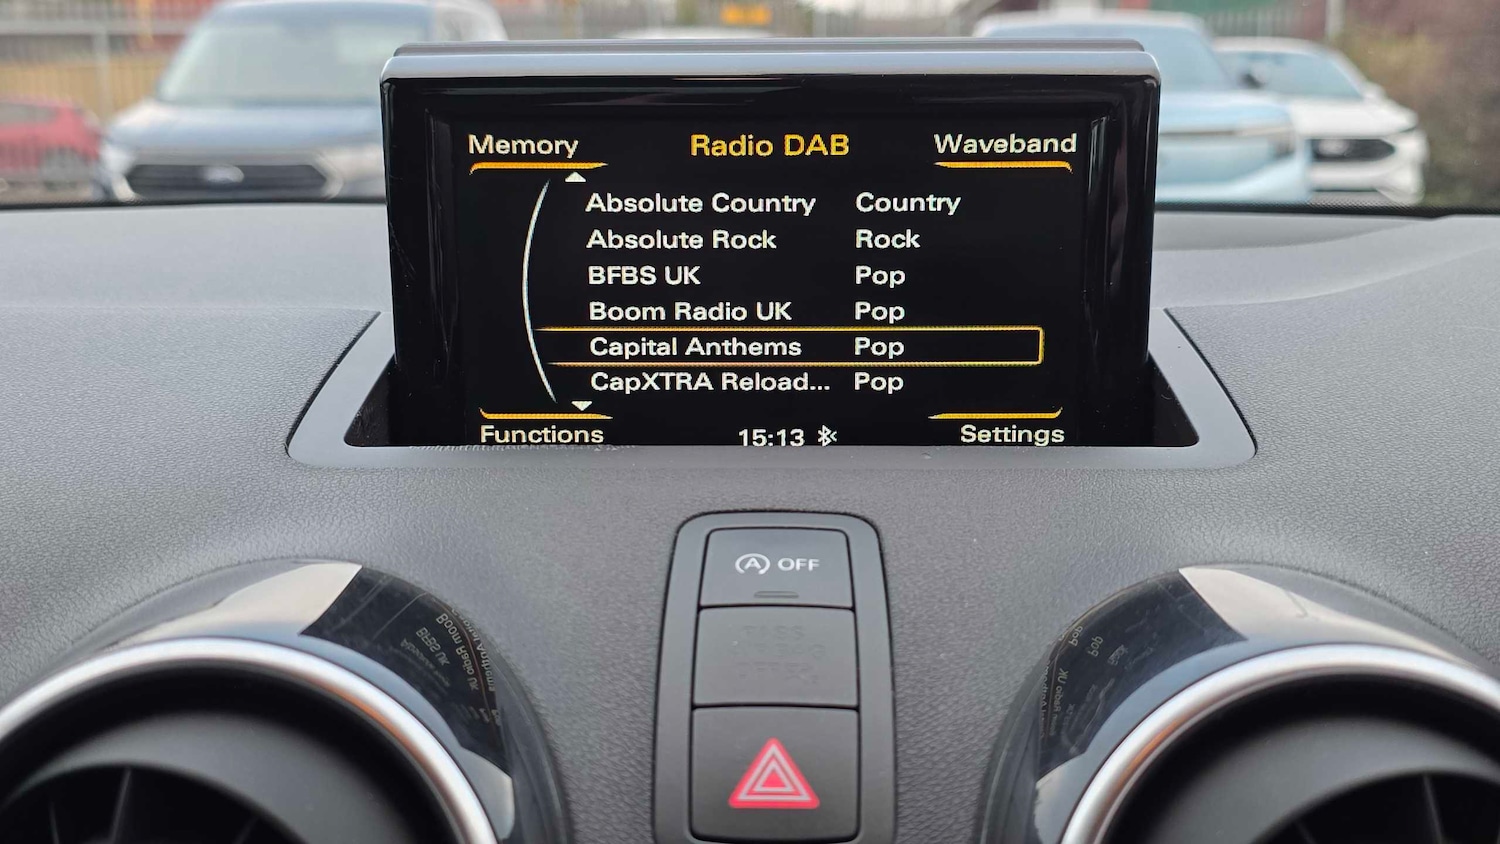 Memory Radio DAB Waveband
Absolute Country Country
Absolute Rock Rock
BFBS UK Pop
Boom Radio UK Pop
Capital Anthems Pop
CapXTRA Reload... Pop
Functions 15:13 Settings
A OFF